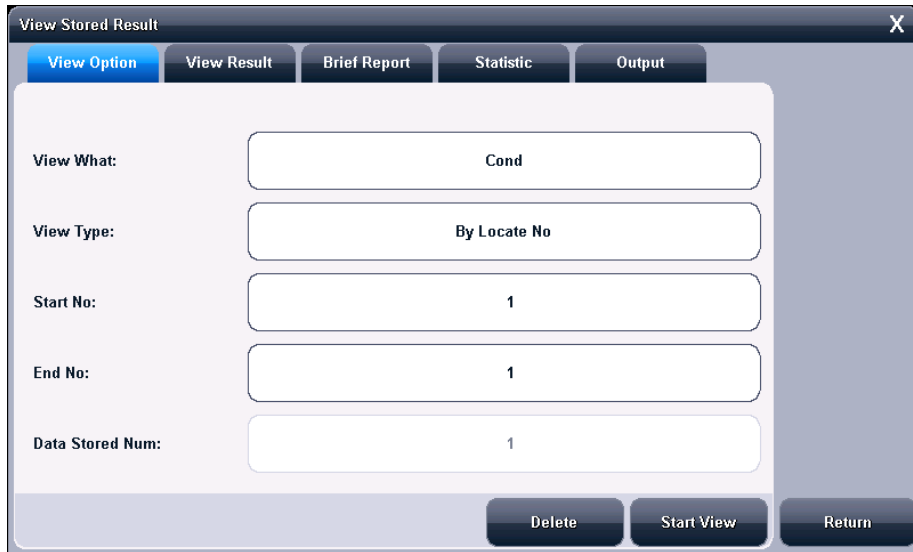 View Stored Result X
View Option View Result Brief Report Statistic Output
View What: Cond
View Type: By Locate No
Start No: 1
End No: 1
Data Stored Num: 1
Delete Start View Return